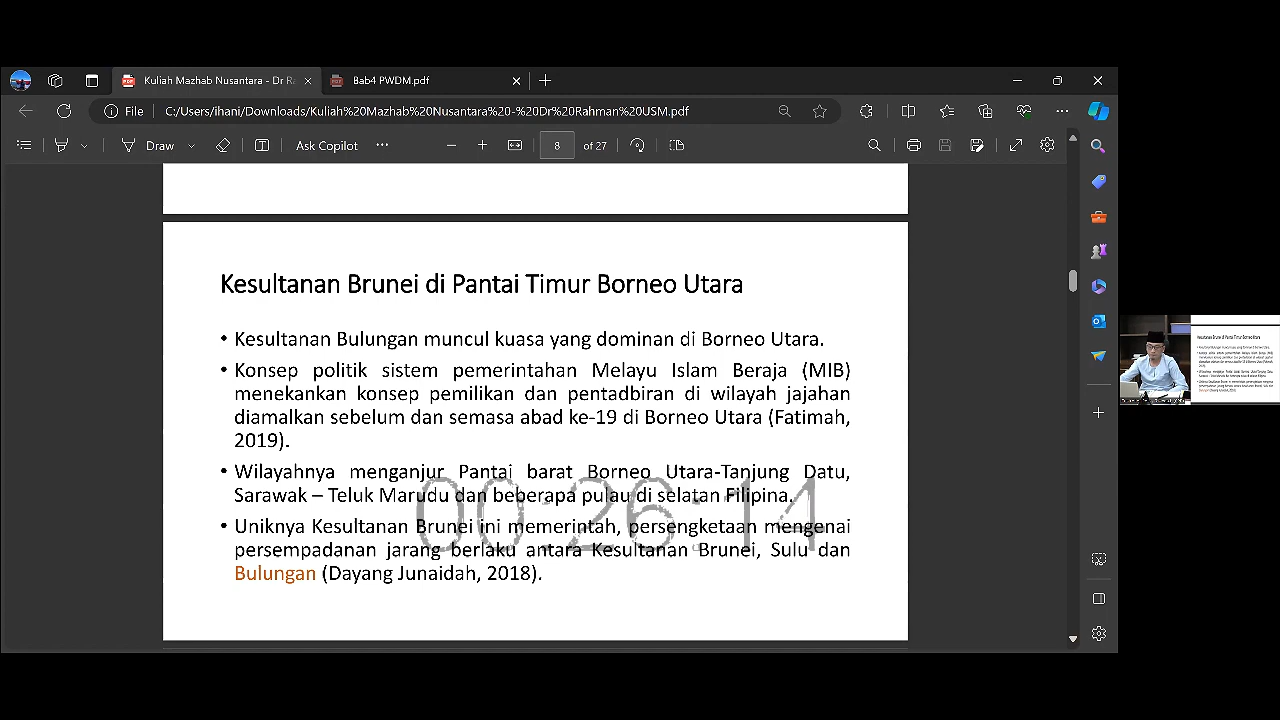 Kuliah Mazhab Nusantara - Dr Ra
Bab4 PWDM.pdf
File
C:/Users/ihani/Downloads/Kuliah%20Mazhab%20Nusantara%20-%20Dr%20Rahman%20USM.pdf
Draw
Ask Copilot
8
of 27
Kesultanan Brunei di Pantai Timur Borneo Utara
• Kesultanan Bulungan muncul kuasa yang dominan di Borneo Utara.
• Konsep politik sistem pemerintahan Melayu Islam Beraja (MIB)
menekankan konsep pemilikan dan pentadbiran di wilayah jajahan
diamalkan sebelum dan semasa abad ke-19 di Borneo Utara (Fatimah,
2019).
• Wilayahnya menganjur Pantai barat Borneo Utara-Tanjung Datu,
Sarawak – Teluk Marudu dan beberapa pulau di selatan Filipina.
• Uniknya Kesultanan Brunei ini memerintah, persengketaan mengenai
persempadanan jarang berlaku antara Kesultanan Brunei, Sulu dan
Bulungan (Dayang Junaidah, 2018).
00:26:14